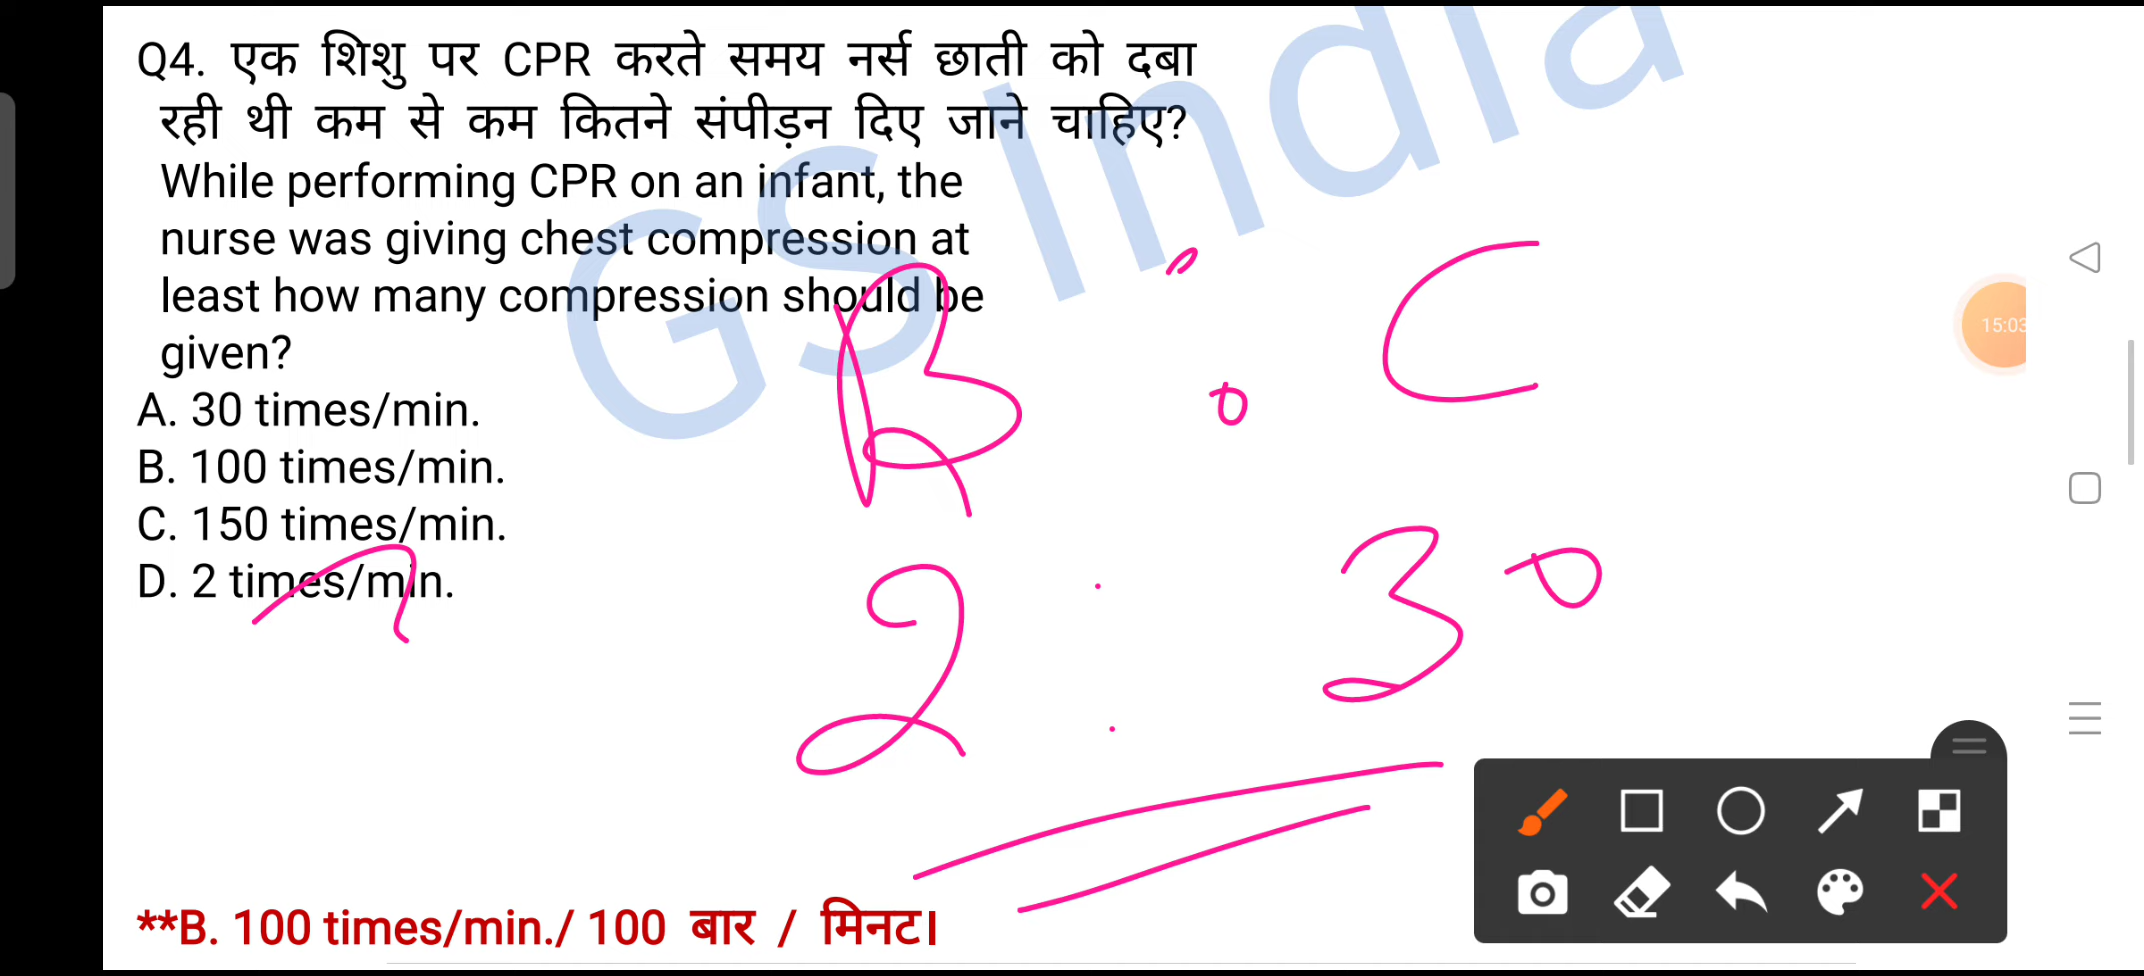 Q4. एक शिशु पर CPR करते समय नर्स छाती को दबा
रही थी कम से कम कितने संपीड़न दिए जाने चाहिए?
While performing CPR on an infant, the
nurse was giving chest compression at
least how many compression should be
given?
A. 30 times/min.
B. 100 times/min.
C. 150 times/min.
D. 2 times/min.
GS India
B : C
2 : 30
15:03
**B. 100 times/min./ 100 बार / मिनट।